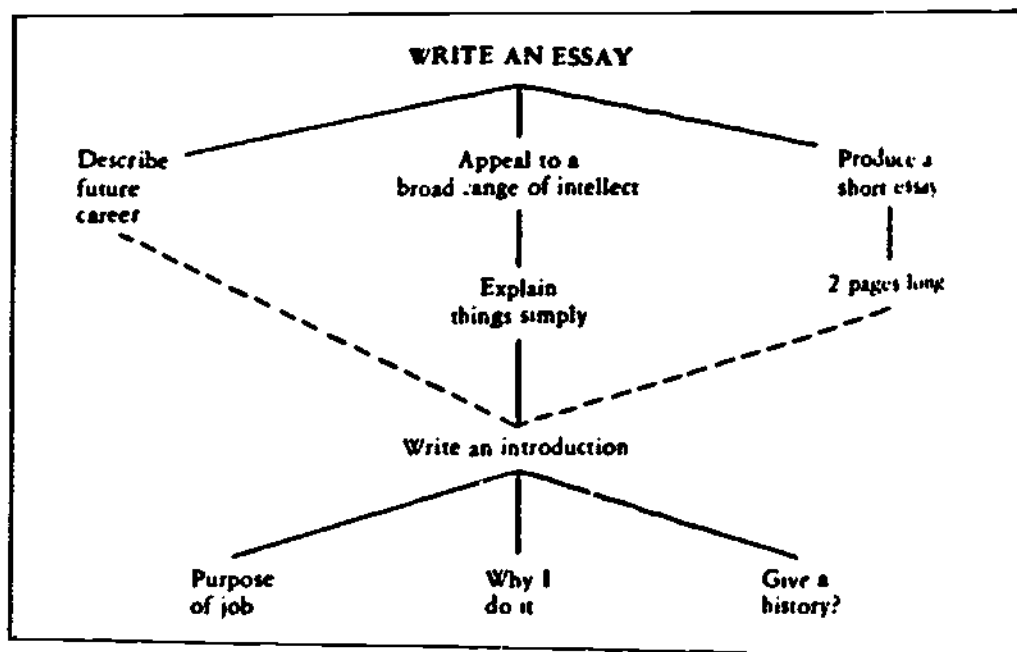 WRITE AN ESSAY
Describe
future
career
Appeal to a
broad range of intellect
Produce a
short essay
Explain
things simply
2 pages long
Write an introduction
Purpose
of job
Why I
do it
Give a
history?